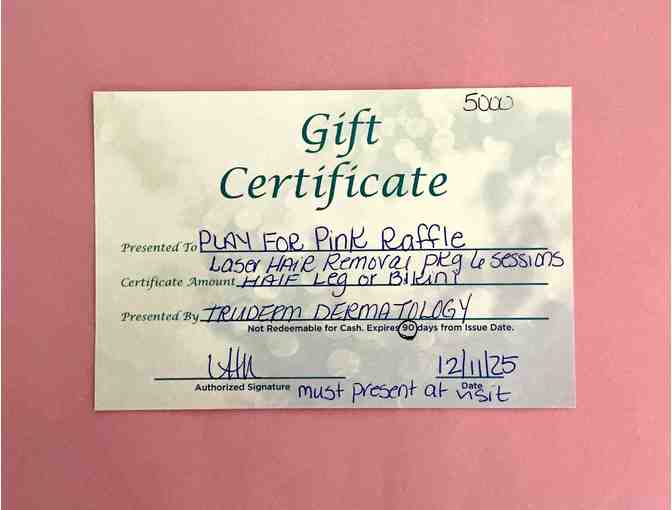 5000
Gift
Certificate
Presented To PLAY FOR Pink Raffle
Laser HAIR Removal pkg 6 sessions
Certificate Amount HAlF Leg or Bikini
Presented By TRUDERM DERMATOLOGY
Not Redeemable for Cash. Expires 90 days from Issue Date.
12/11/25
Authorized Signature Date
must present at visit